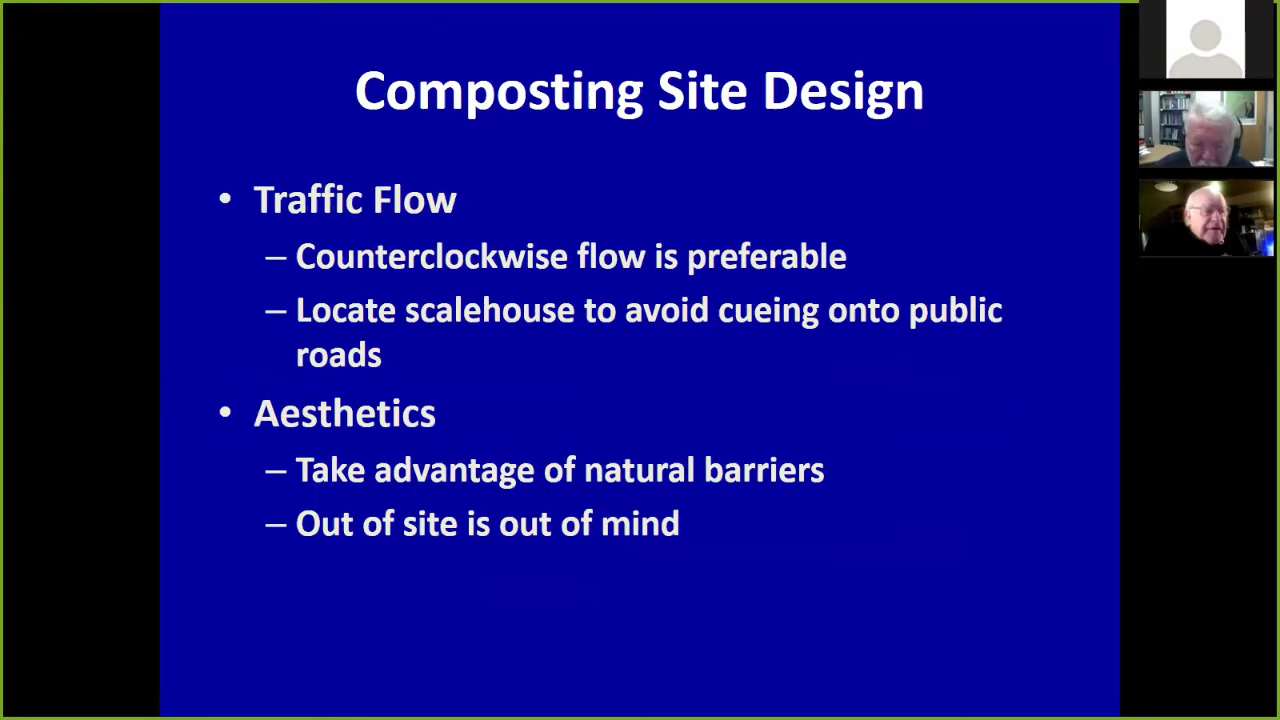 Composting Site Design
• Traffic Flow
– Counterclockwise flow is preferable
– Locate scalehouse to avoid cueing onto public
roads
• Aesthetics
– Take advantage of natural barriers
– Out of site is out of mind